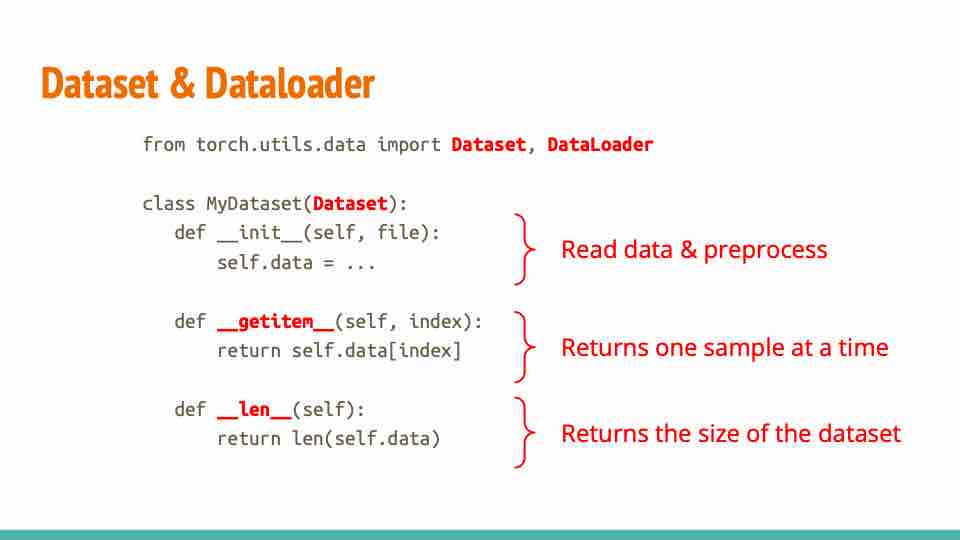 Dataset & Dataloader
from torch.utils.data import Dataset, DataLoader
class MyDataset(Dataset):
def __init__(self, file):
self.data = ...
Read data & preprocess
def __getitem__(self, index):
return self.data[index]
Returns one sample at a time
def __len__(self):
return len(self.data)
Returns the size of the dataset